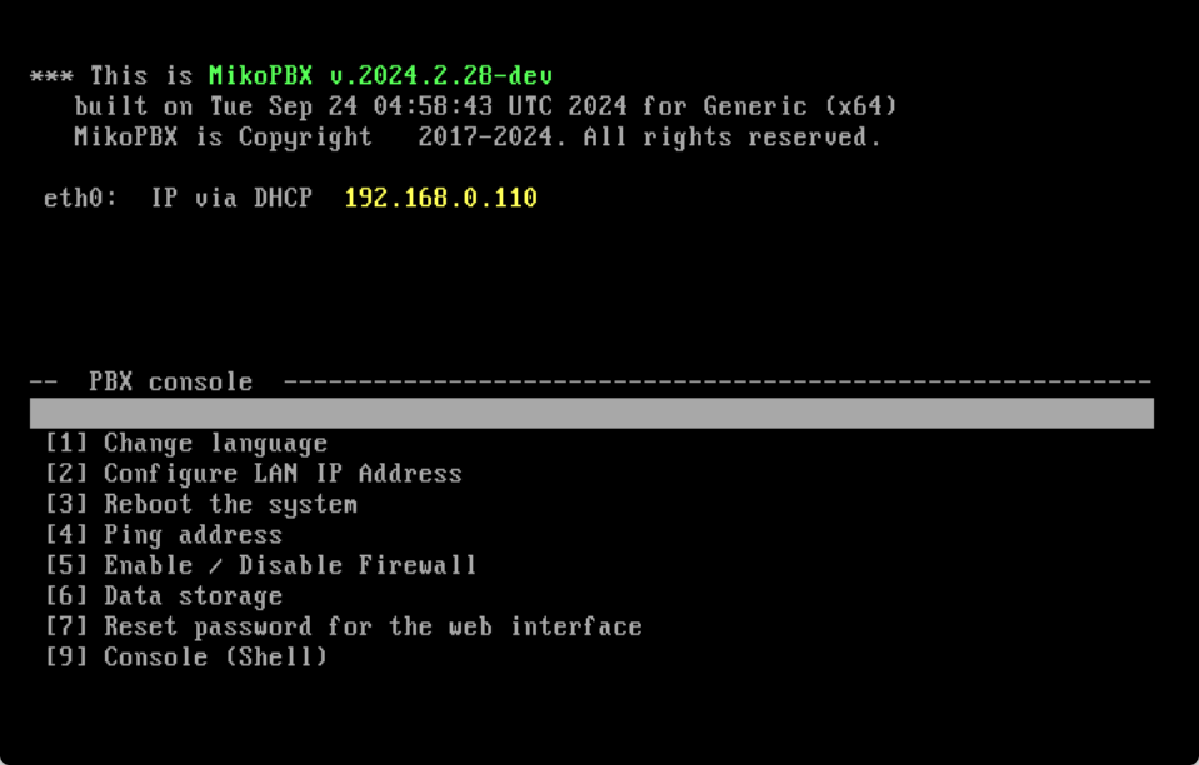 *** This is MikoPBX v.2024.2.28-dev
built on Tue Sep 24 04:58:43 UTC 2024 for Generic (x64)
MikoPBX is Copyright 2017-2024. All rights reserved.
eth0: IP via DHCP 192.168.0.110
-- PBX console ----------------------------------------------------------
[1] Change language
[2] Configure LAN IP Address
[3] Reboot the system
[4] Ping address
[5] Enable / Disable Firewall
[6] Data storage
[7] Reset password for the web interface
[9] Console (Shell)